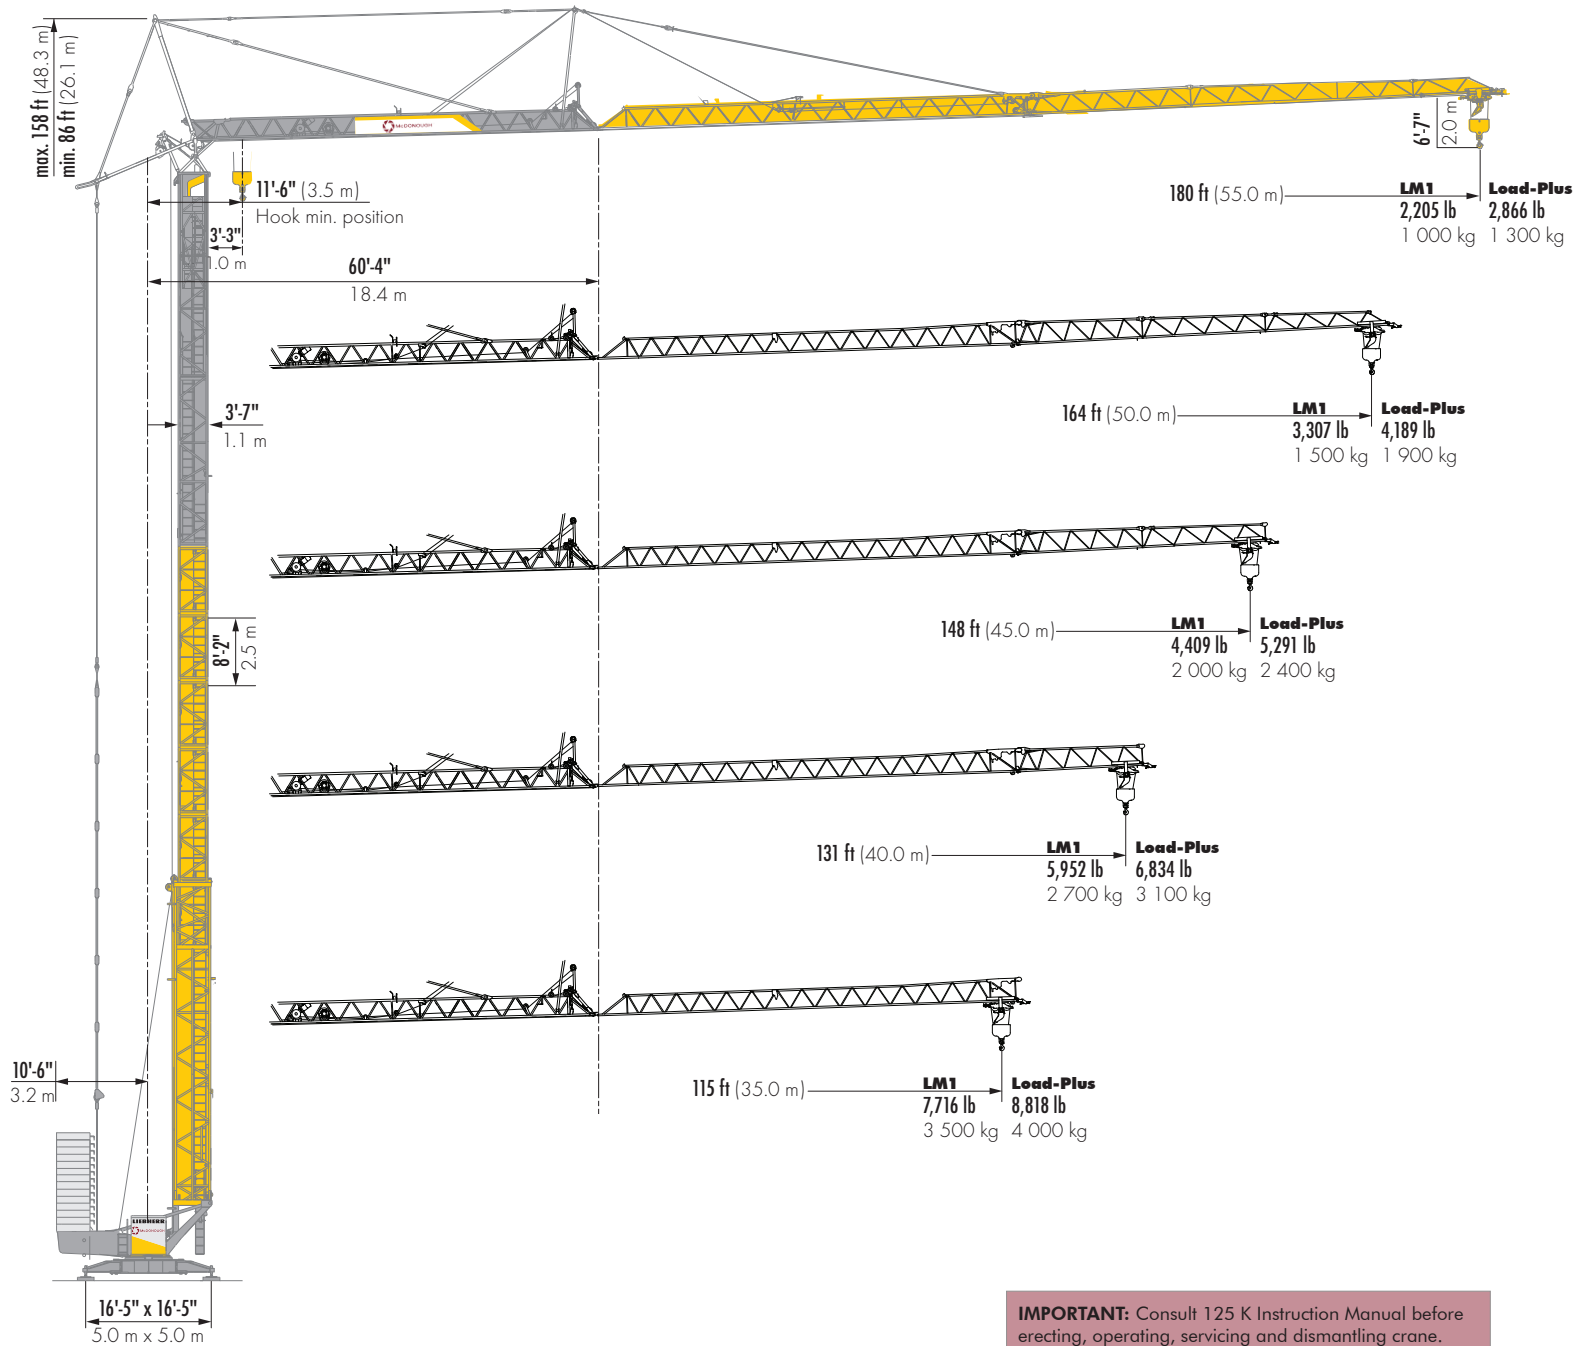 max. 158 ft (48.3 m)
min. 86 ft (26.1 m)
McDONOUGH
6'-7"
2.0 m
11'-6" (3.5 m)
Hook min. position
180 ft (55.0 m)
LM1 Load-Plus
2,205 lb 2,866 lb
1 000 kg 1 300 kg
3'-3"
1.0 m
60'-4"
18.4 m
3'-7"
1.1 m
164 ft (50.0 m)
LM1 Load-Plus
3,307 lb 4,189 lb
1 500 kg 1 900 kg
8'-2"
2.5 m
148 ft (45.0 m)
LM1 Load-Plus
4,409 lb 5,291 lb
2 000 kg 2 400 kg
131 ft (40.0 m)
LM1 Load-Plus
5,952 lb 6,834 lb
2 700 kg 3 100 kg
10'-6"
3.2 m
115 ft (35.0 m)
LM1 Load-Plus
7,716 lb 8,818 lb
3 500 kg 4 000 kg
LIEBHERR
McDONOUGH
16'-5" x 16'-5"
5.0 m x 5.0 m
IMPORTANT: Consult 125 K Instruction Manual before
erecting, operating, servicing and dismantling crane.